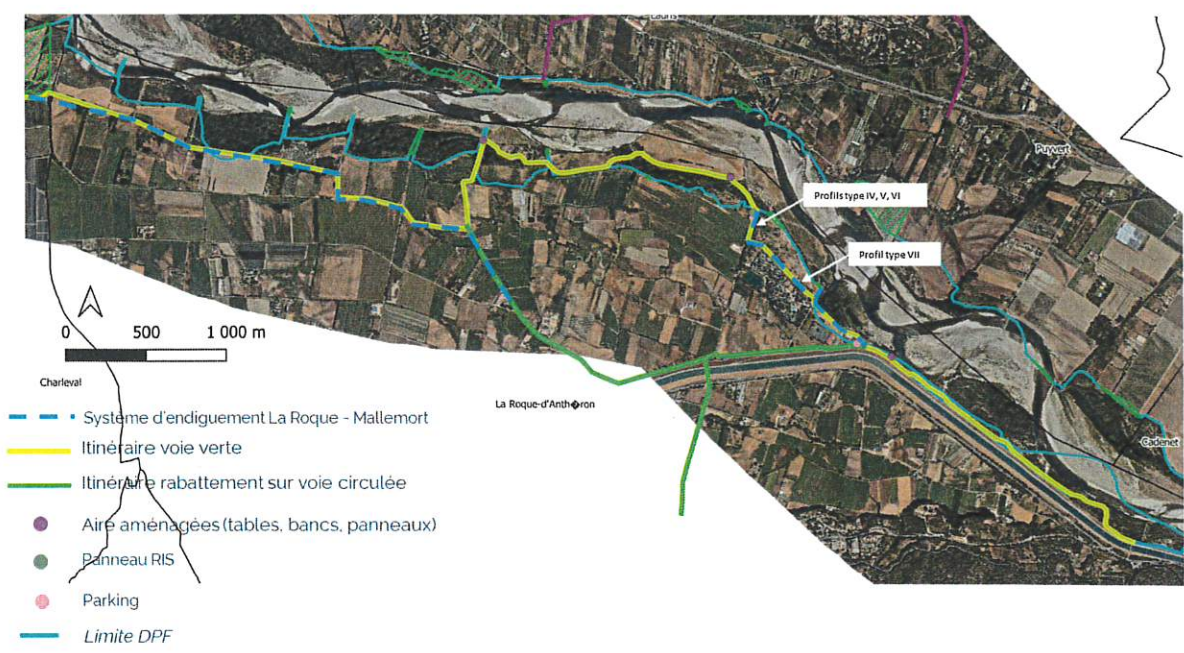 Lauris
Puyvert
Profils type IV, V, VI
Profil type VII
0 500 1 000 m
Charleval
La Roque-d'Anth�ron
Cadenet
Système d'endiguement La Roque - Mallemort
Itinéraire voie verte
Itinéraire rabattement sur voie circulée
Aire aménagées (tables, bancs, panneaux)
Panneau RIS
Parking
Limite DPF